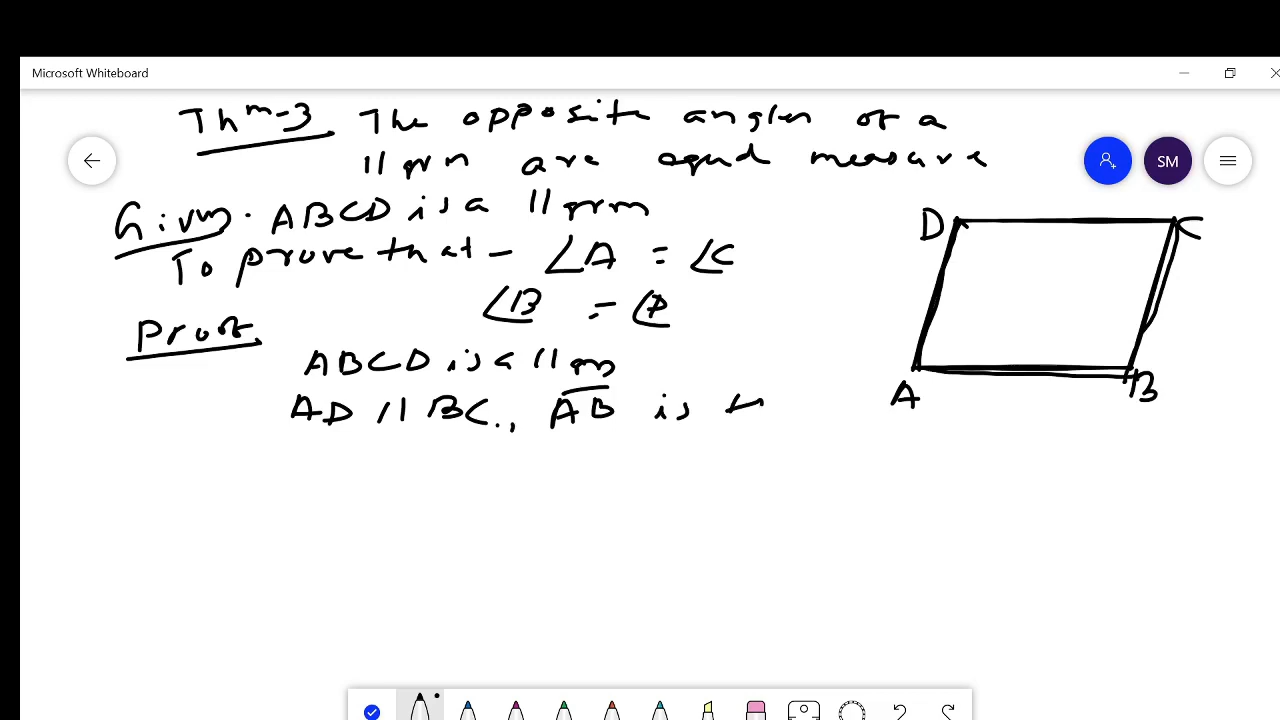 Microsoft Whiteboard
Thm-3 The opposite angles of a
||gm are equal measure
SM
Given. ABCD is a ||grm
To prove that - ∠A = ∠C
∠B = ∠D
D C
Proof.
ABCD is a ||gm
A B
AD || BC., AB is